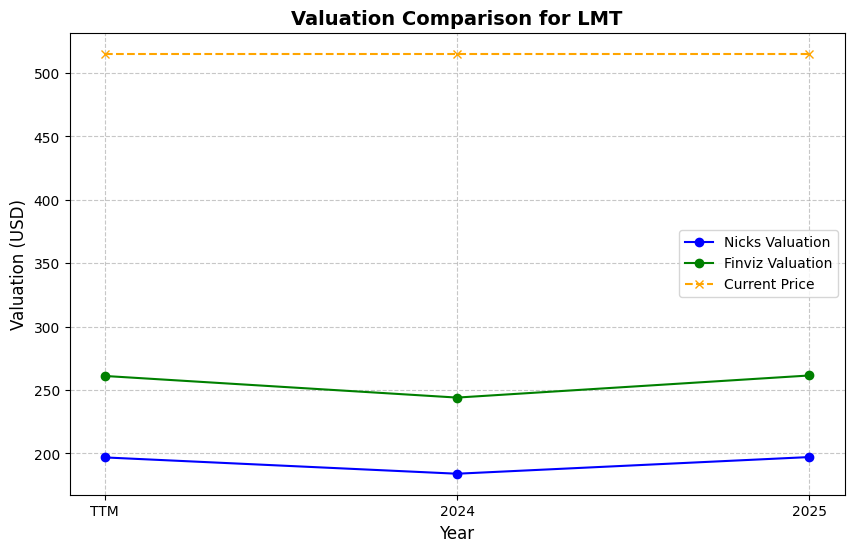 Valuation Comparison for LMT
500
450
400
350
300
250
200
Valuation (USD)
Nicks Valuation
Finviz Valuation
Current Price
TTM
2024
2025
Year